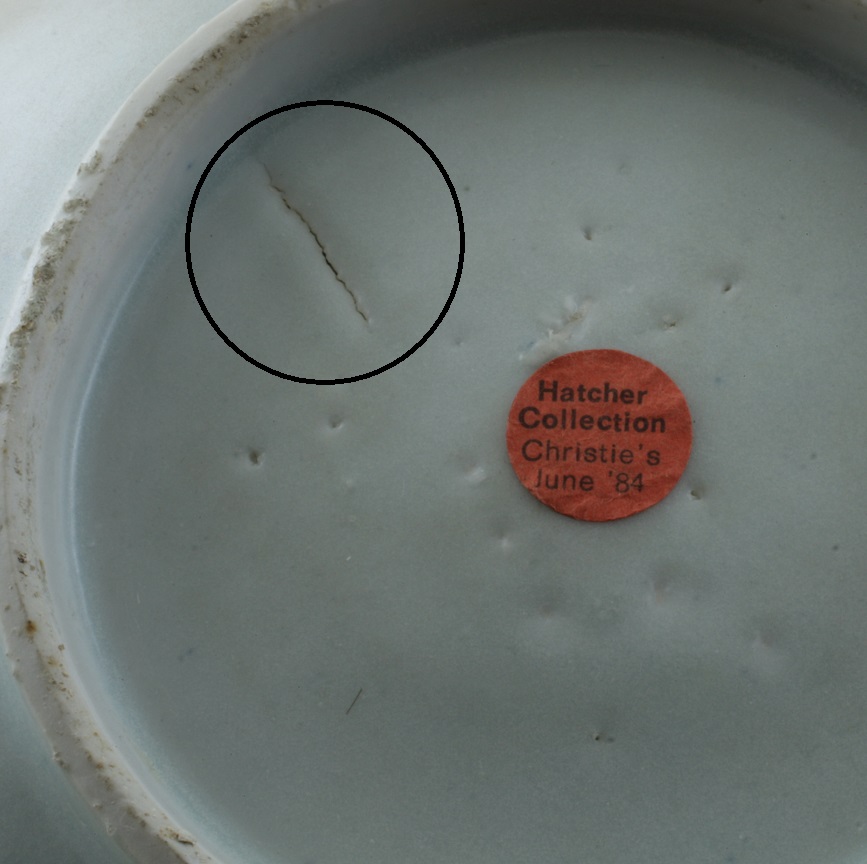 Hatcher
Collection
Christie's
June '84